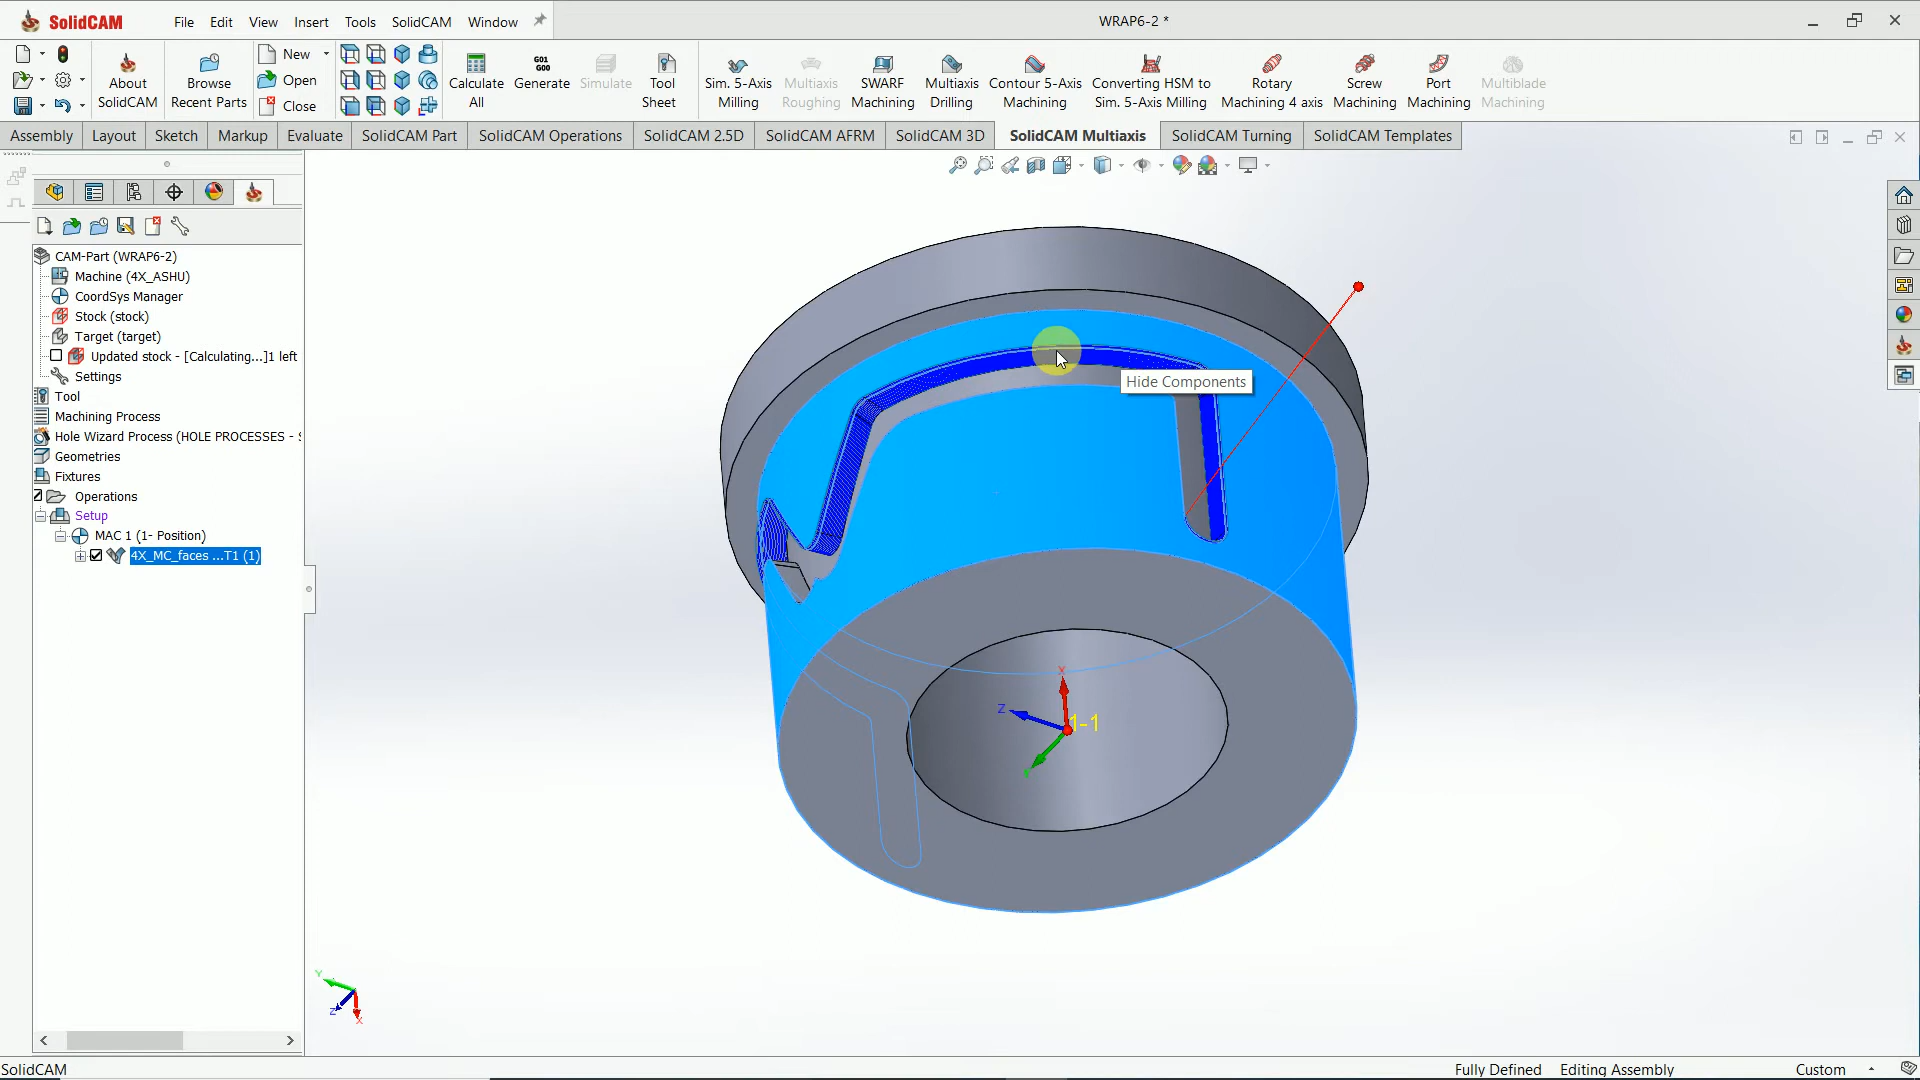 SolidCAM File Edit View Insert Tools SolidCAM Window WRAP6-2 *
New
Open
Close
About SolidCAM
Browse Recent Parts
Calculate All
G01 G00
Generate
Simulate
Tool Sheet
Sim. 5-Axis Milling
Multiaxis Roughing
SWARF Machining
Multiaxis Drilling
Contour 5-Axis Machining
Converting HSM to Sim. 5-Axis Milling
Rotary Machining 4 axis
Screw Machining
Port Machining
Multiblade Machining
Assembly Layout Sketch Markup Evaluate SolidCAM Part SolidCAM Operations SolidCAM 2.5D SolidCAM AFRM SolidCAM 3D SolidCAM Multiaxis SolidCAM Turning SolidCAM Templates
CAM-Part (WRAP6-2)
Machine (4X_ASHU)
CoordSys Manager
Stock (stock)
Target (target)
Updated stock - [Calculating...]1 left
Settings
Tool
Machining Process
Hole Wizard Process (HOLE PROCESSES -
Geometries
Fixtures
Operations
Setup
MAC 1 (1- Position)
4X_MC_faces ...T1 (1)
Hide Components
X
Z
1-1
Y
Z
X
SolidCAM Fully Defined Editing Assembly Custom